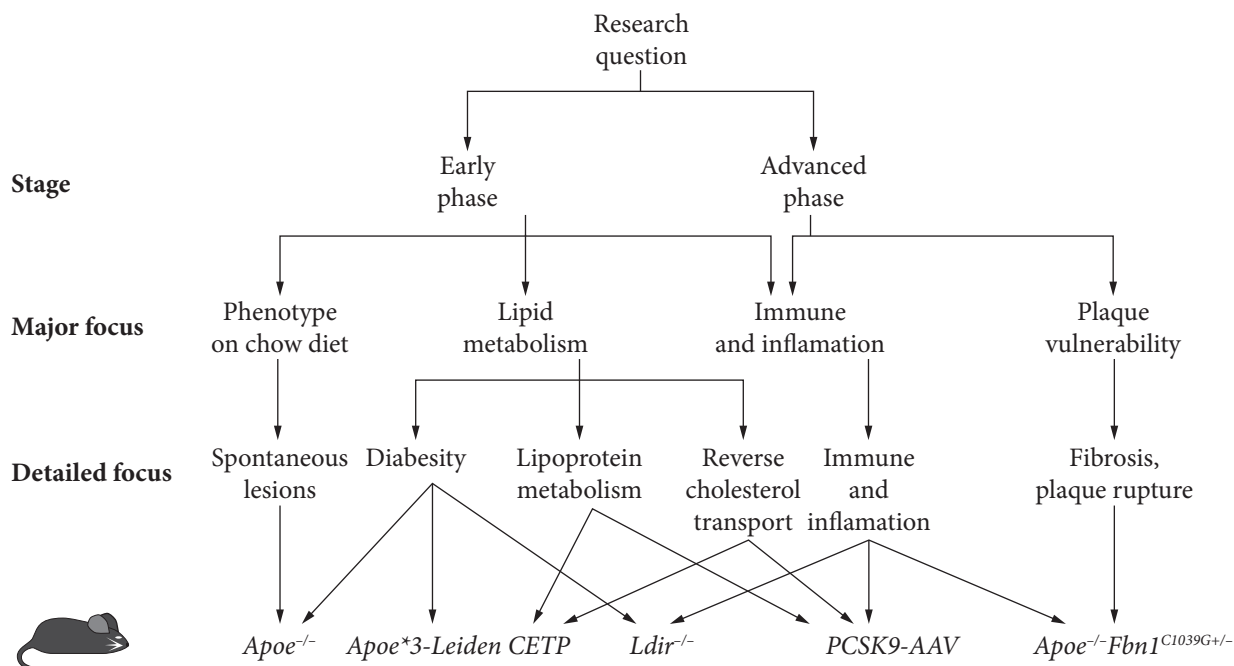 Research
question
Stage
Early
phase
Advanced
phase
Major focus
Phenotype
on chow diet
Lipid
metabolism
Immune
and inflamation
Plaque
vulnerability
Detailed focus
Spontaneous
lesions
Diabesity
Lipoprotein
metabolism
Reverse
cholesterol
transport
Immune
and
inflamation
Fibrosis,
plaque rupture
Apoe−/−
Apoe*3-Leiden CETP
Ldir−/−
PCSK9-AAV
Apoe−/−Fbn1C1039G+/−